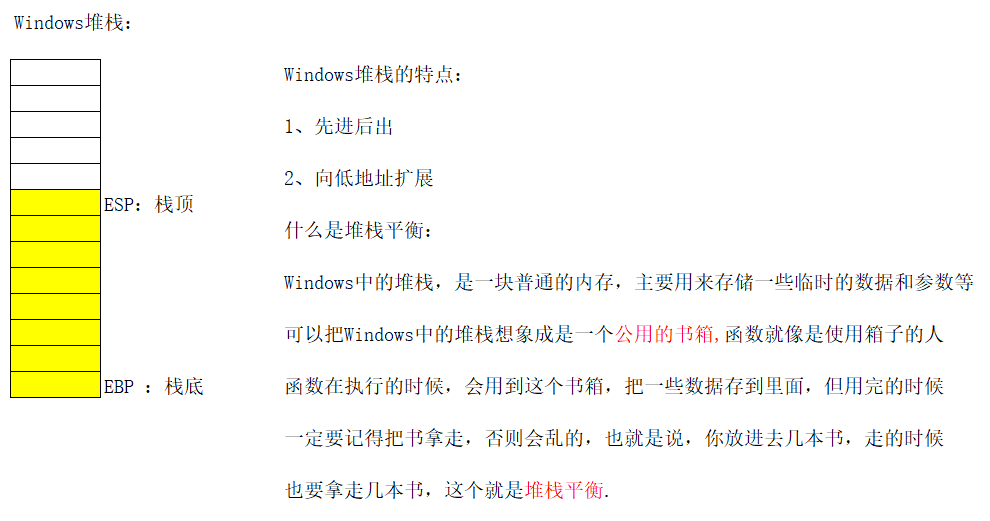 Windows堆栈:
Windows堆栈的特点:
1、先进后出
2、向低地址扩展
ESP: 栈顶
什么是堆栈平衡:
Windows中的堆栈，是一块普通的内存，主要用来存储一些临时的数据和参数等
可以把Windows中的堆栈想象成是一个公用的书箱,函数就像是使用箱子的人
函数在执行的时候，会用到这个书箱，把一些数据存到里面，但用完的时候
EBP : 栈底
一定要记得把书拿走，否则会乱的，也就是说，你放进去几本书，走的时候
也要拿走几本书，这个就是堆栈平衡.